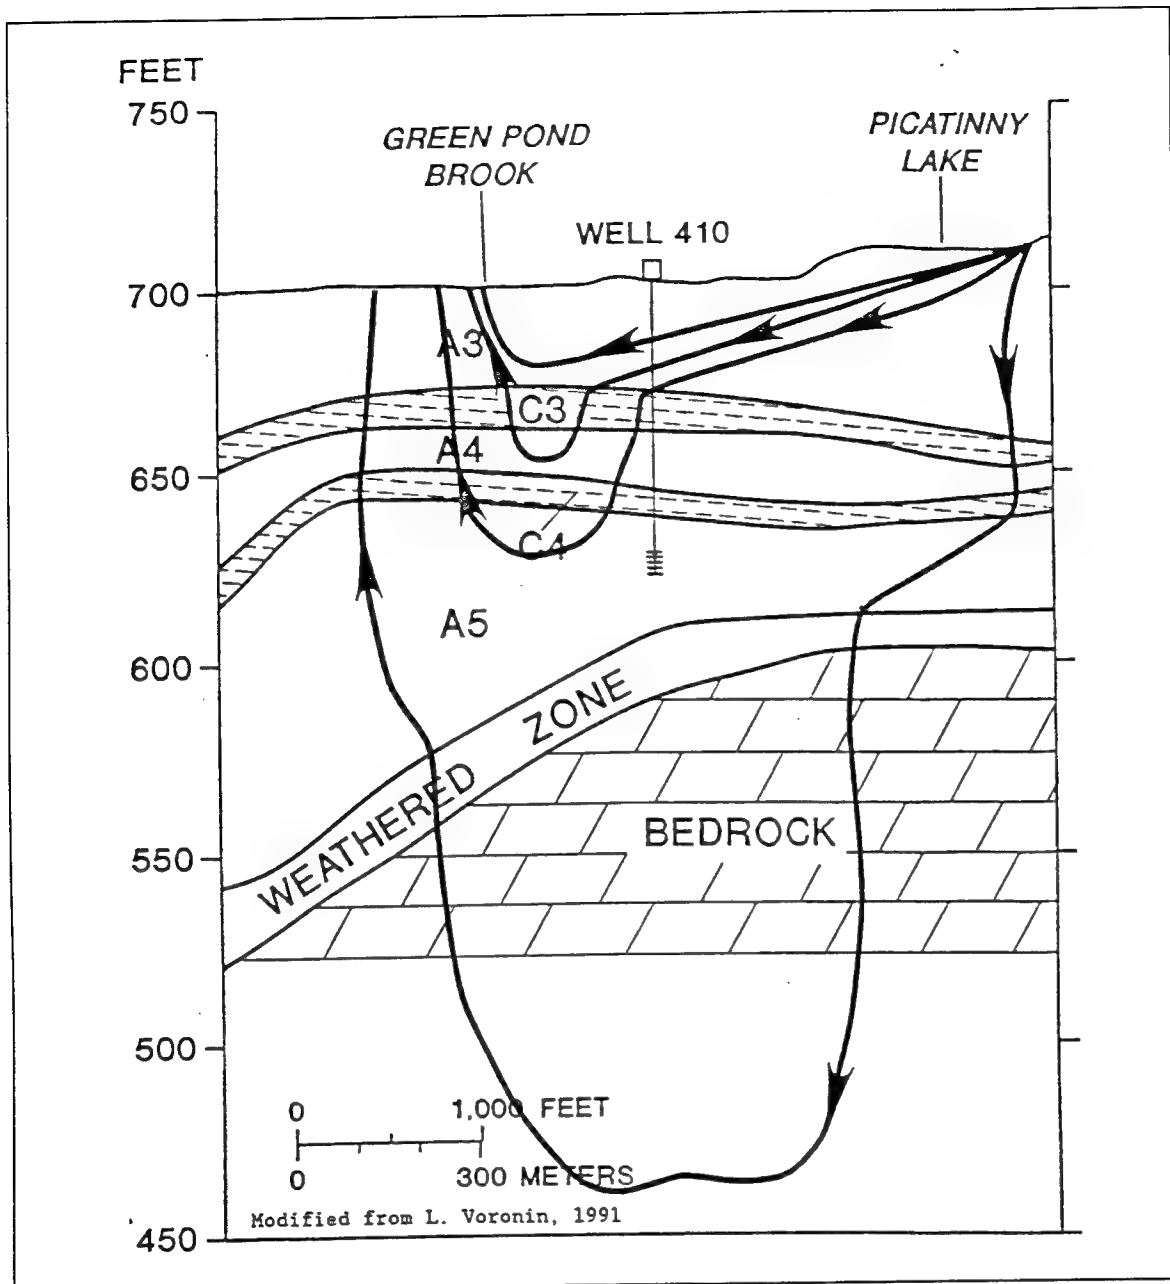 FEET
750
GREEN POND
BROOK
PICATINNY
LAKE
WELL 410
700
A3
C3
A4
650
C4
A5
600
WEATHERED ZONE
BEDROCK
550
500
0 1,000 FEET
0 300 METERS
Modified from L. Voronin, 1991
450